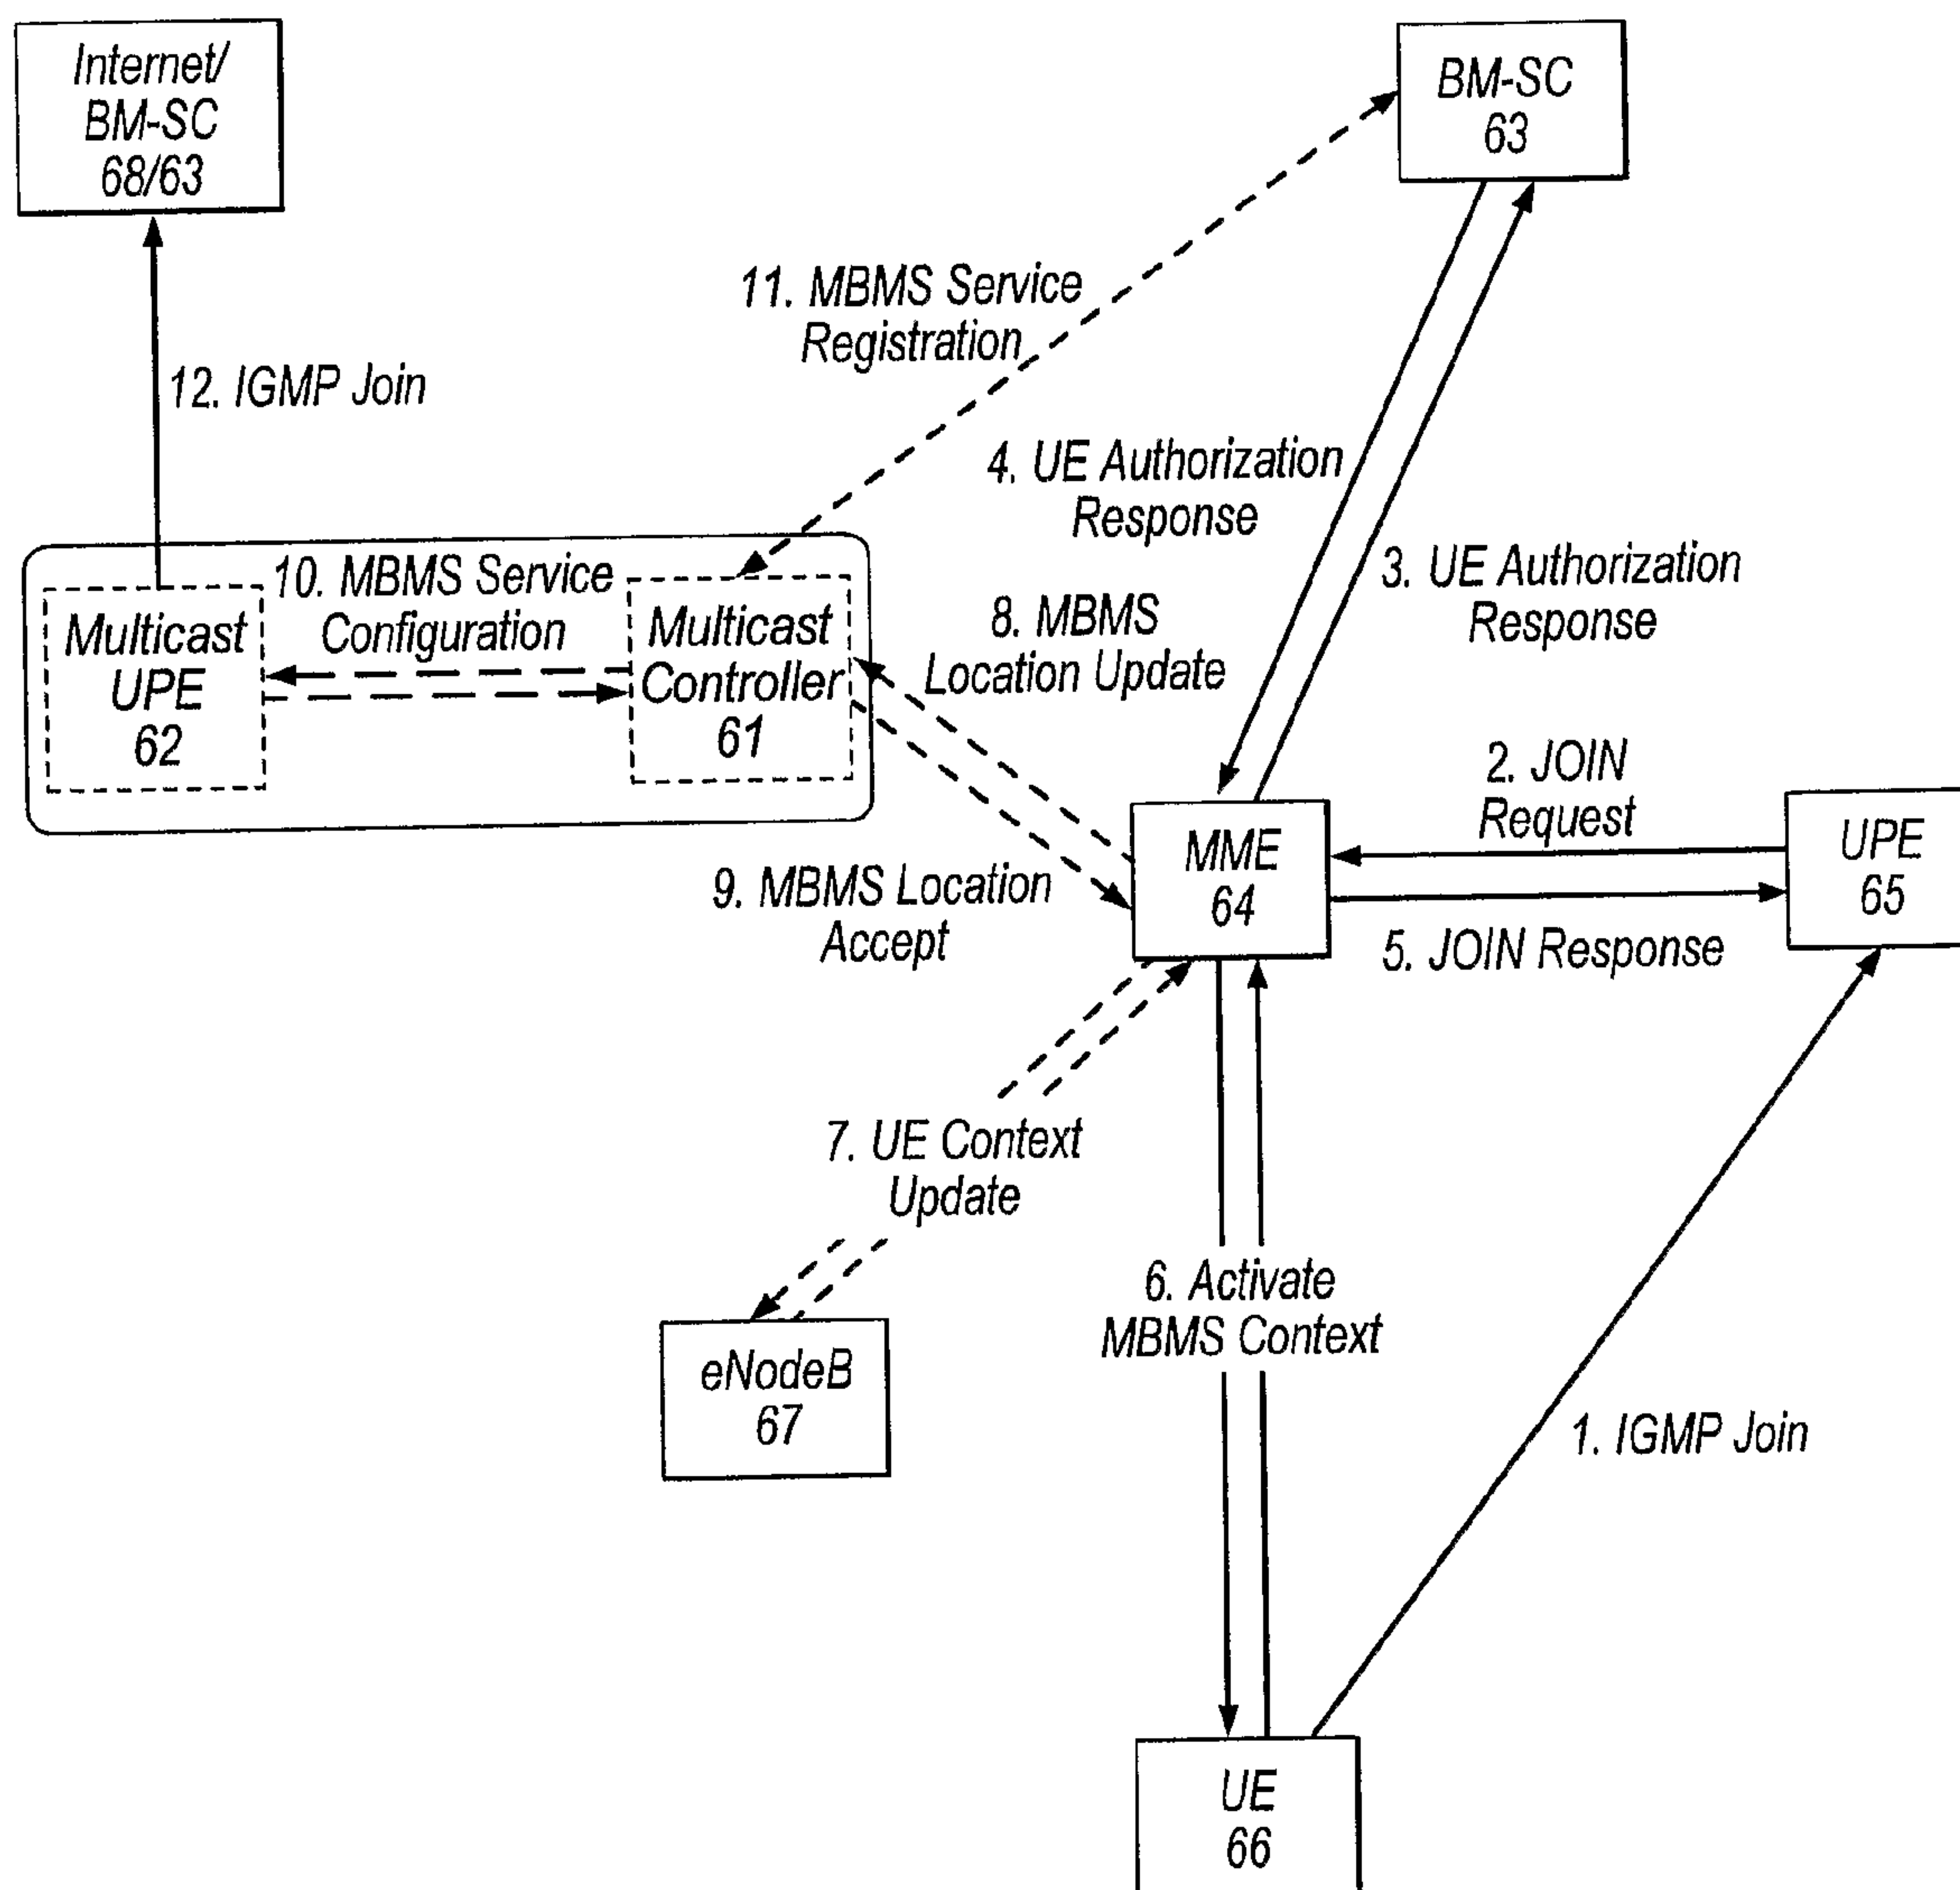 Internet/
BM-SC
68/63
BM-SC
63
11. MBMS Service
Registration
12. IGMP Join
4. UE Authorization
Response
3. UE Authorization
Response
10. MBMS Service
Configuration
Multicast
UPE
62
Multicast
Controller
61
8. MBMS
Location Update
2. JOIN
Request
MME
64
UPE
65
9. MBMS Location
Accept
5. JOIN Response
7. UE Context
Update
6. Activate
MBMS Context
eNodeB
67
1. IGMP Join
UE
66